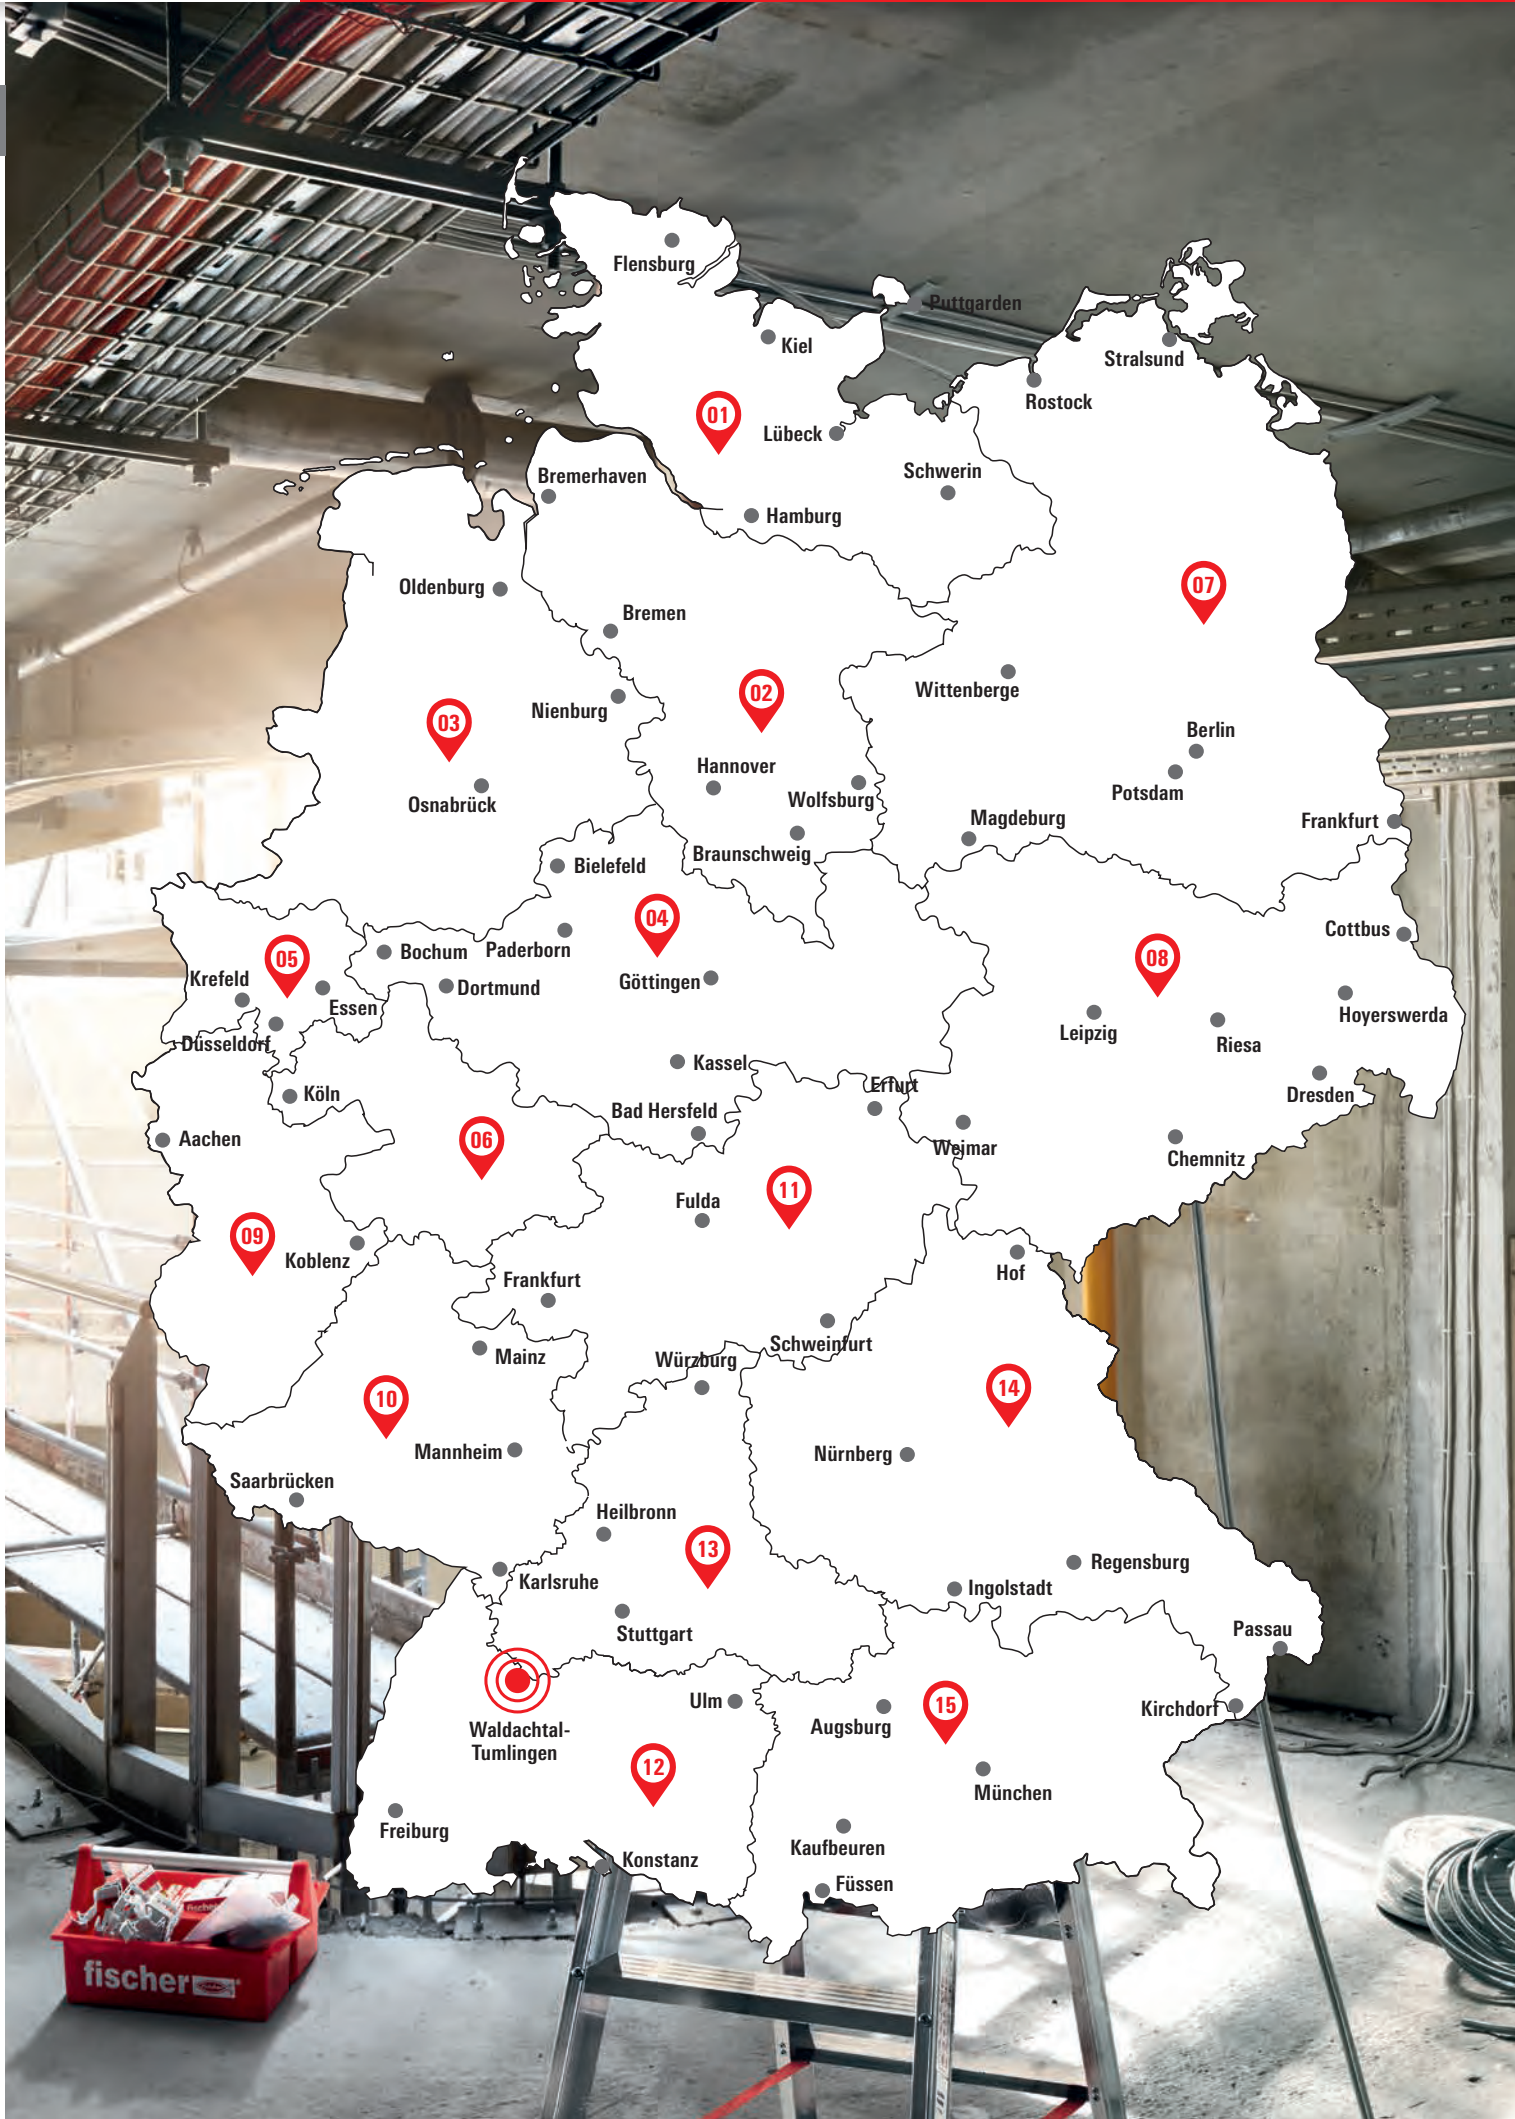 Flensburg
Puttgarden
Kiel
Stralsund
Rostock
01
Lübeck
Schwerin
Bremerhaven
Hamburg
07
Oldenburg
Bremen
Wittenberge
02
Nienburg
03
Berlin
Hannover
Potsdam
Wolfsburg
Osnabrück
Magdeburg
Frankfurt
Braunschweig
Bielefeld
04
Cottbus
Bochum
Paderborn
05
08
Krefeld
Göttingen
Dortmund
Essen
Hoyerswerda
Leipzig
Düsseldorf
Riesa
Kassel
Erfurt
Köln
Dresden
Bad Hersfeld
Aachen
06
Weimar
Chemnitz
11
Fulda
09
Koblenz
Hof
Frankfurt
Schweinfurt
Mainz
Würzburg
14
10
Mannheim
Nürnberg
Saarbrücken
Heilbronn
13
Regensburg
Karlsruhe
Ingolstadt
Stuttgart
Passau
Ulm
15
Kirchdorf
Augsburg
Waldachtal-
Tumlingen
12
München
Freiburg
Kaufbeuren
Konstanz
Füssen
fischer